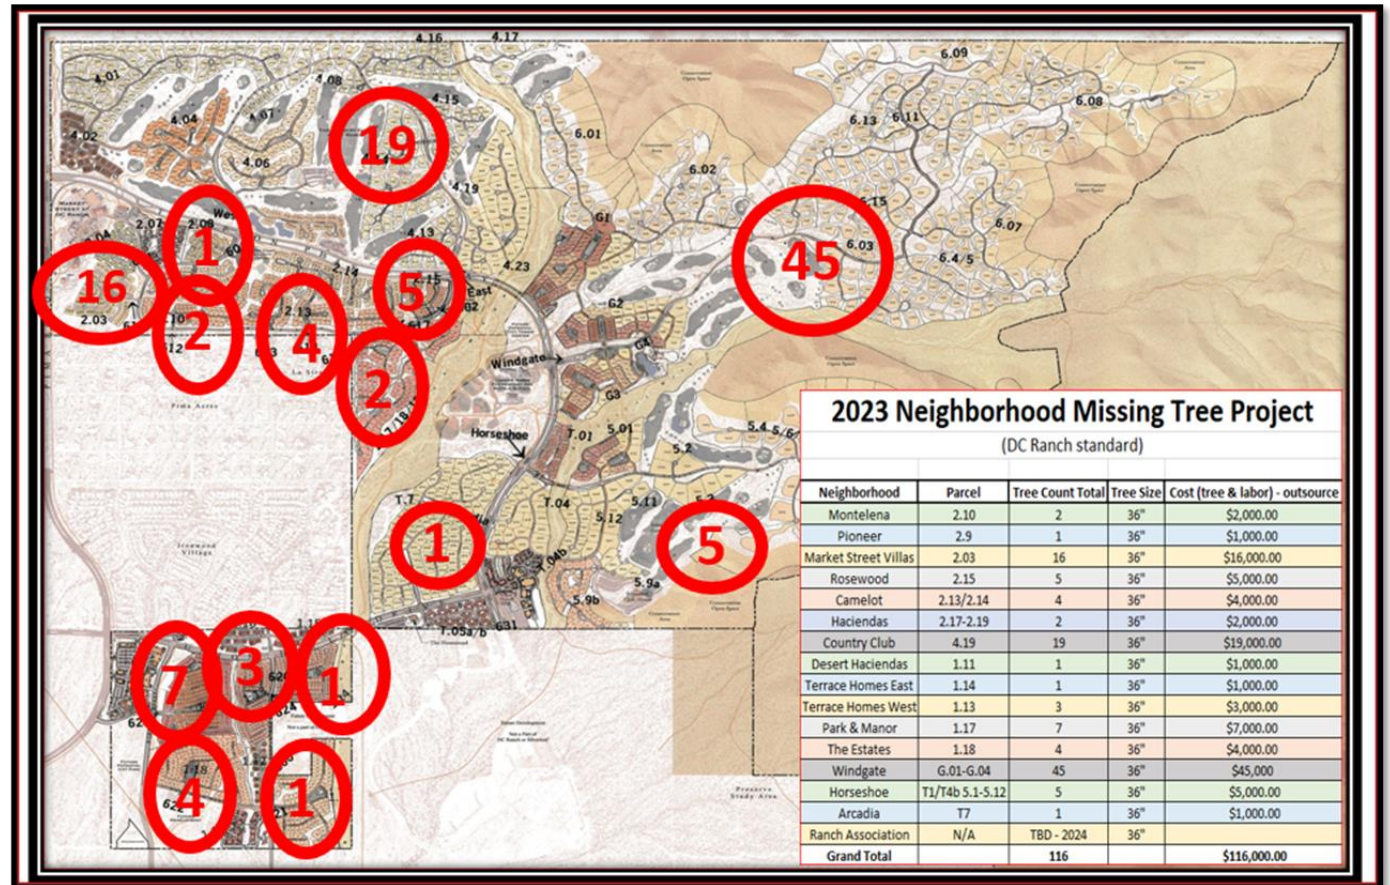 4.16
4.17
6.09
4.01
4.08
4.15
6.08
4.04
4.07
6.13
6.11
4.02
6.01
4.06
19
6.02
4.19
6.15
MARKET
STREET AT
DC RANCH
2.07
2.08
G1
6.07
4.13
6.03
1
45
6.4/5
4.23
2.14
16
5
East
G2
2.13
2.03
2
4
Windgate
G4
2
G3
Pima Acres
Horseshoe
T.01
5.01
5.4
5.2
T.7
T.04
5.11
5.12
1
5
Ironwood
Village
T.04b
5.9a
5.9b
T.05a/b
631
7
3
1
4
1
1.18
Preserve
Study Area
2023 Neighborhood Missing Tree Project
(DC Ranch standard)
Neighborhood Parcel Tree Count Total Tree Size Cost (tree & labor) - outsource
Montelena 2.10 2 36" $2,000.00
Pioneer 2.9 1 36" $1,000.00
Market Street Villas 2.03 16 36" $16,000.00
Rosewood 2.15 5 36" $5,000.00
Camelot 2.13/2.14 4 36" $4,000.00
Haciendas 2.17-2.19 2 36" $2,000.00
Country Club 4.19 19 36" $19,000.00
Desert Haciendas 1.11 1 36" $1,000.00
Terrace Homes East 1.14 1 36" $1,000.00
Terrace Homes West 1.13 3 36" $3,000.00
Park & Manor 1.17 7 36" $7,000.00
The Estates 1.18 4 36" $4,000.00
Windgate G.01-G.04 45 36" $45,000
Horseshoe T1/T4b 5.1-5.12 5 36" $5,000.00
Arcadia T7 1 36" $1,000.00
Ranch Association N/A TBD - 2024 36"
Grand Total 116 $116,000.00